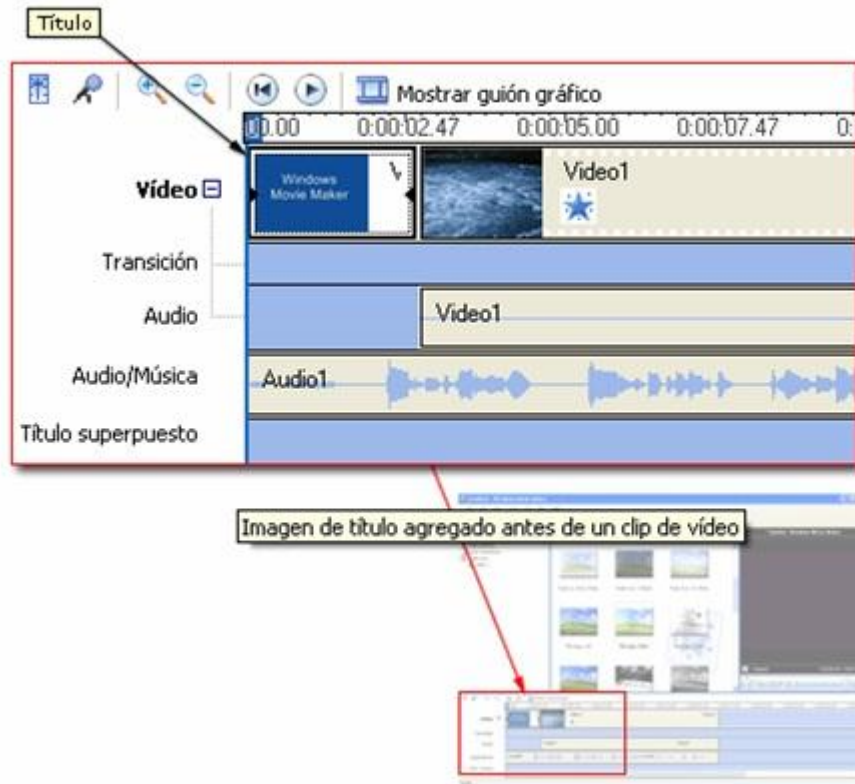 Título
Mostrar guión gráfico
0.00 0:00:02.47 0:00:05.00 0:00:07.47 0:
Vídeo
Windows
Movie Maker
Video1
Transición
Audio
Video1
Audio/Música
Audio1
Título superpuesto
Imagen de título agregado antes de un clip de vídeo